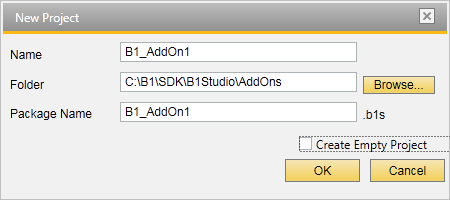 New Project
Name B1_AddOn1
Folder C:\B1\SDK\B1Studio\AddOns Browse...
Package Name B1_AddOn1 .b1s
Create Empty Project
OK Cancel